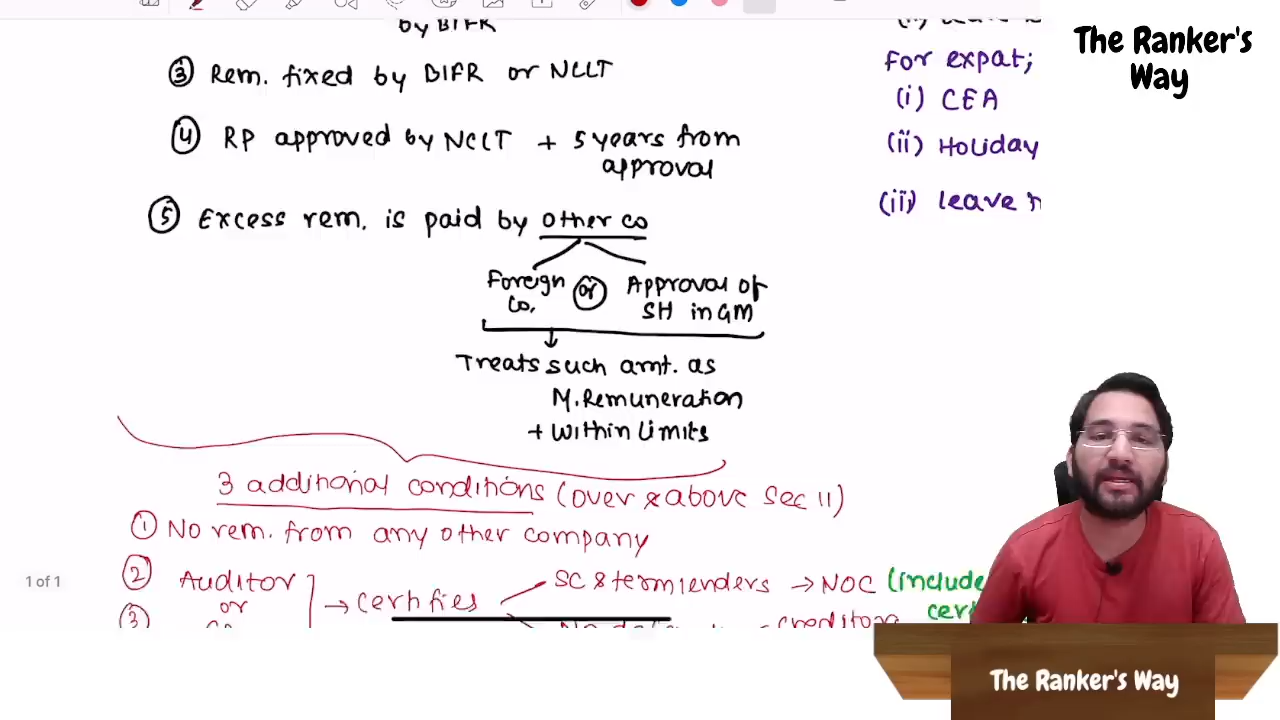 by BIFR
③ Rem. fixed by BIFR or NCLT
④ RP approved by NCLT + 5 years from
approval
⑤ Excess rem. is paid by other co
Foreign
Co.
or
Approval of
SH in GM
Treats such amt. as
M. Remuneration
+ within limits
3 additional conditions (over & above Sec 11)
① No rem. from any other company
② Auditor
or
③
→ certifies
SC & term lenders → NOC (include
cert
creditors
For expat;
(i) CEA
(ii) Holiday
(iii) leave
The Ranker's
Way
1 of 1
The Ranker's Way